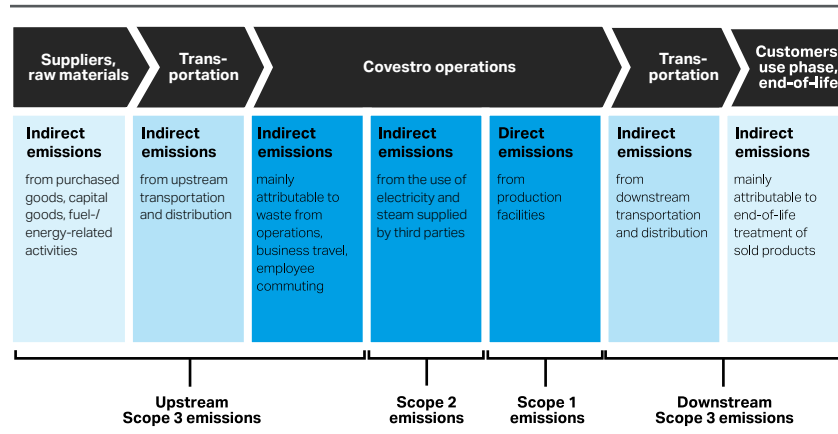 Suppliers,
raw materials
Trans-
portation
Covestro operations
Trans-
portation
Customers,
use phase,
end-of-life
Indirect
emissions
from purchased
goods, capital
goods, fuel-/
energy-related
activities
Indirect
emissions
from upstream
transportation
and distribution
Indirect
emissions
mainly
attributable to
waste from
operations,
business travel,
employee
commuting
Indirect
emissions
from the use of
electricity and
steam supplied
by third parties
Direct
emissions
from
production
facilities
Indirect
emissions
from
downstream
transportation
and distribution
Indirect
emissions
mainly
attributable to
end-of-life
treatment of
sold products
Upstream
Scope 3 emissions
Scope 2
emissions
Scope 1
emissions
Downstream
Scope 3 emissions